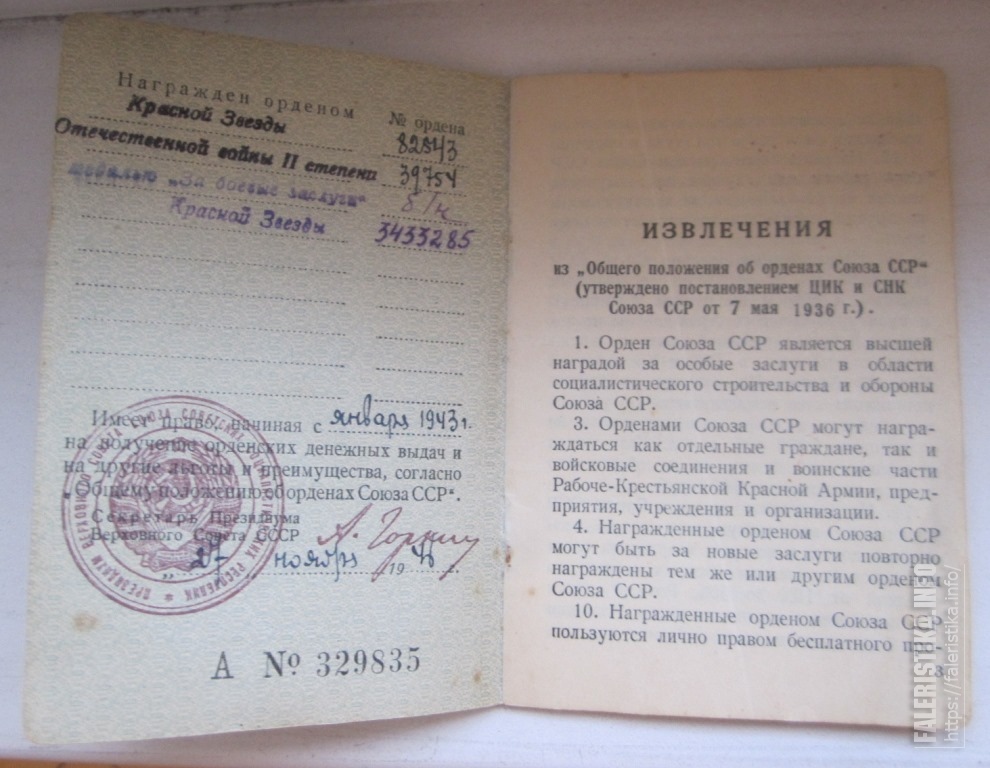 Награжден орденом
№ ордена
Красной Звезды
Отечественной войны II степени
39754
медалью „За боевые заслуги“
б/н
Красной Звезды
3433285
Имеет право, начиная с января 1943 г.
на получение орденских денежных выдач и
на другие льготы и преимущества, согласно
„Общему положению об орденах Союза ССР“.
Секретарь Президиума
Верховного Совета СССР
А. Горкин
„27 ноября 19 г.
А № 329835
ИЗВЛЕЧЕНИЯ
из „Общего положения об орденах Союза ССР“
(утверждено постановлением ЦИК и СНК
Союза ССР от 7 мая 1936 г.).
1. Орден Союза ССР является высшей
наградой за особые заслуги в области
социалистического строительства и обороны
Союза ССР.
3. Орденами Союза ССР могут награ-
ждаться как отдельные граждане, так и
войсковые соединения и воинские части
Рабоче-Крестьянской Красной Армии, пред-
приятия, учреждения и организации.
4. Награжденные орденом Союза ССР
могут быть за новые заслуги повторно
награждены тем же или другим орденом
Союза ССР.
10. Награжденные орденом Союза ССР
пользуются лично правом бесплатного
3
FALERISTIKA.INFO
https://faleristika.info/